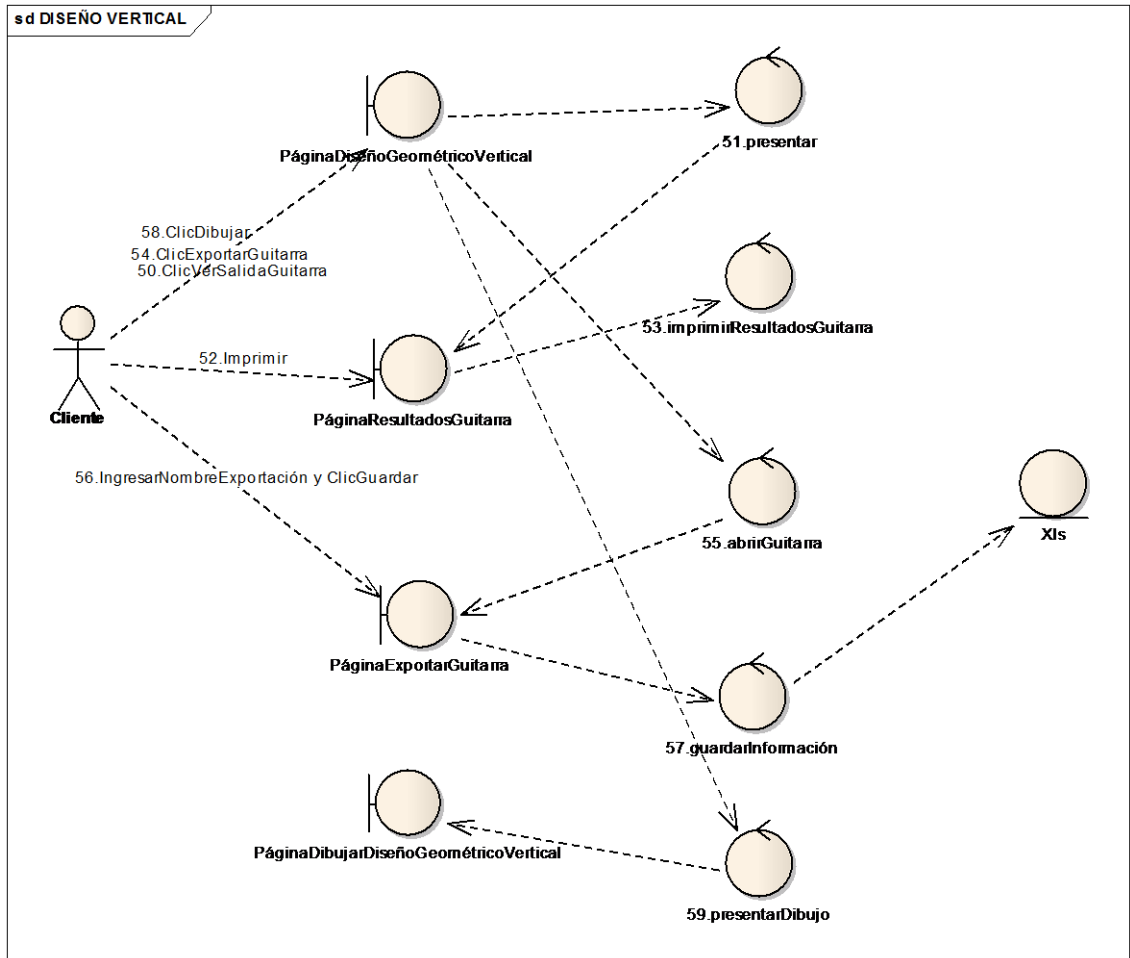 sd DISEÑO VERTICAL
PáginaDiseñoGeométricoVertical
51.presentar
58.ClicDibujar
54.ClicExportarGuitarra
50.ClicVerSalidaGuitarra
53.imprimirResultadosGuitarra
52.Imprimir
Cliente
PáginaResultadosGuitarra
56.IngresarNombreExportación y ClicGuardar
55.abrirGuitarra
Xls
PáginaExportarGuitarra
57.guardarInformación
PáginaDibujarDiseñoGeométricoVertical
59.presentarDibujo